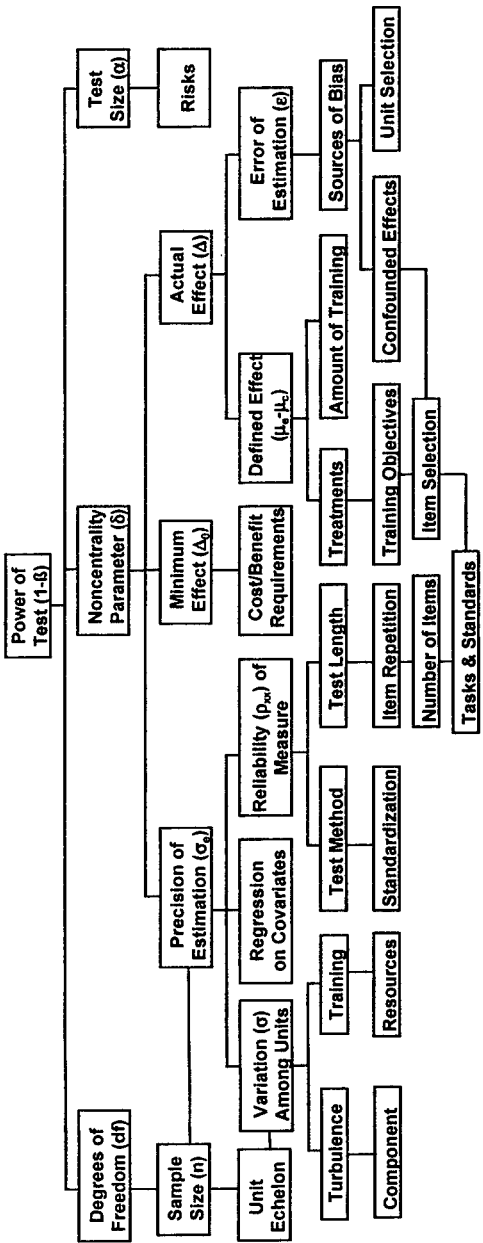 Power of
Test (1-ß)
Degrees of
Freedom (df)
Noncentrality
Parameter (δ)
Test
Size (α)
Sample
Size (n)
Precision of
Estimation (σₑ)
Minimum
Effect (Δ₀)
Actual
Effect (Δ)
Risks
Unit
Echelon
Variation (σ)
Among Units
Regression
on Covariates
Reliability (ρₓₓ) of
Measure
Cost/Benefit
Requirements
Defined Effect
(μₑ-μ꜀)
Error of
Estimation (ε)
Turbulence
Training
Test Method
Test Length
Treatments
Amount of Training
Sources of Bias
Component
Resources
Standardization
Item Repetition
Training Objectives
Confounded Effects
Unit Selection
Number of Items
Item Selection
Tasks & Standards